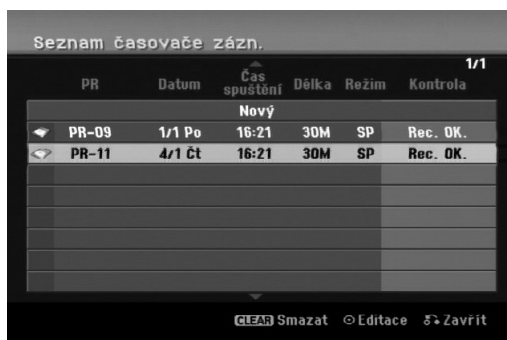 Seznam časovače zázn.
1/1
PR Datum Čas spuštění Délka Režim Kontrola
Nový
PR-09 1/1 Po 16:21 30M SP Rec. OK.
PR-11 4/1 Čt 16:21 30M SP Rec. OK.
CLEAR Smazat Editace Zavřít